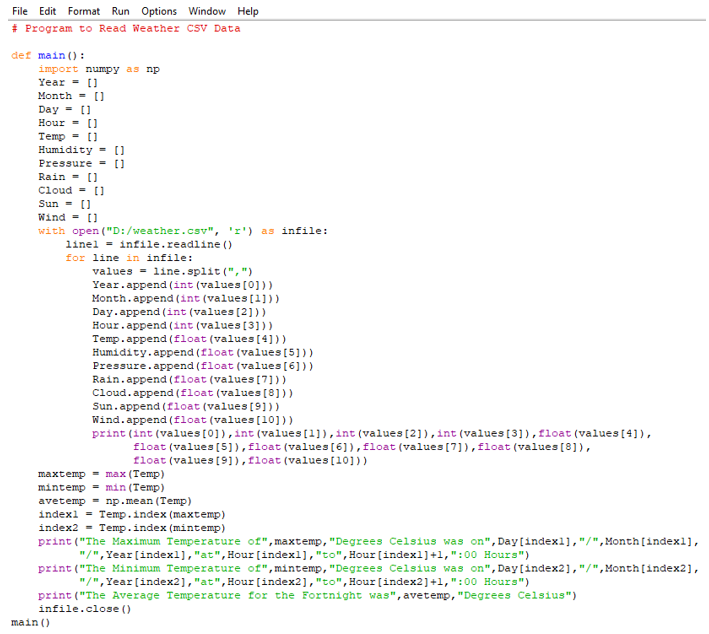 File Edit Format Run Options Window Help
# Program to Read Weather CSV Data
def main():
    import numpy as np
    Year = []
    Month = []
    Day = []
    Hour = []
    Temp = []
    Humidity = []
    Pressure = []
    Rain = []
    Cloud = []
    Sun = []
    Wind = []
    with open("D:/weather.csv", 'r') as infile:
        line1 = infile.readline()
        for line in infile:
            values = line.split(",")
            Year.append(int(values[0]))
            Month.append(int(values[1]))
            Day.append(int(values[2]))
            Hour.append(int(values[3]))
            Temp.append(float(values[4]))
            Humidity.append(float(values[5]))
            Pressure.append(float(values[6]))
            Rain.append(float(values[7]))
            Cloud.append(float(values[8]))
            Sun.append(float(values[9]))
            Wind.append(float(values[10]))
            print(int(values[0]),int(values[1]),int(values[2]),int(values[3]),float(values[4]),
                  float(values[5]),float(values[6]),float(values[7]),float(values[8]),
                  float(values[9]),float(values[10]))
    maxtemp = max(Temp)
    mintemp = min(Temp)
    avetemp = np.mean(Temp)
    index1 = Temp.index(maxtemp)
    index2 = Temp.index(mintemp)
    print("The Maximum Temperature of",maxtemp,"Degrees Celsius was on",Day[index1],"/",Month[index1],
          "/",Year[index1],"at",Hour[index1],"to",Hour[index1]+1,":00 Hours")
    print("The Minimum Temperature of",mintemp,"Degrees Celsius was on",Day[index2],"/",Month[index2],
          "/",Year[index2],"at",Hour[index2],"to",Hour[index2]+1,":00 Hours")
    print("The Average Temperature for the Fortnight was",avetemp,"Degrees Celsius")
    infile.close()
main()